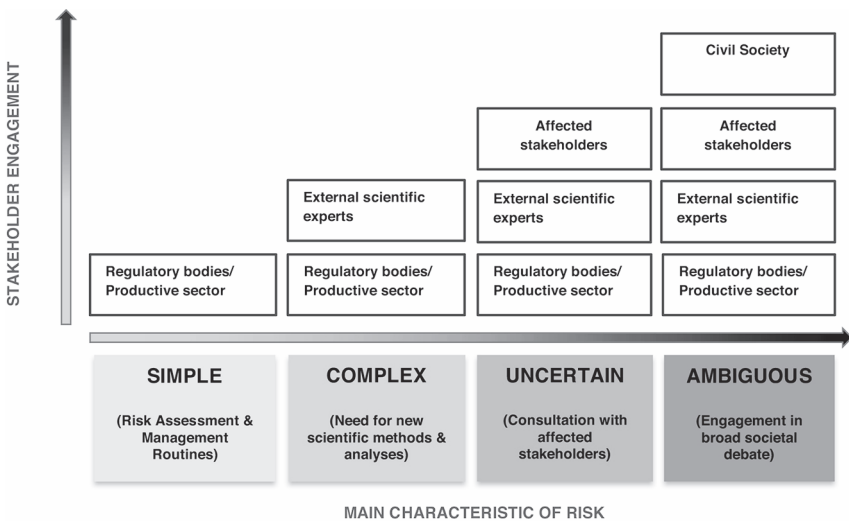 STAKEHOLDER ENGAGEMENT
Civil Society
Affected
stakeholders
Affected
stakeholders
External scientific
experts
External scientific
experts
External scientific
experts
Regulatory bodies/
Productive sector
Regulatory bodies/
Productive sector
Regulatory bodies/
Productive sector
Regulatory bodies/
Productive sector
SIMPLE
(Risk Assessment &
Management
Routines)
COMPLEX
(Need for new
scientific methods &
analyses)
UNCERTAIN
(Consultation with
affected
stakeholders)
AMBIGUOUS
(Engagement in
broad societal
debate)
MAIN CHARACTERISTIC OF RISK